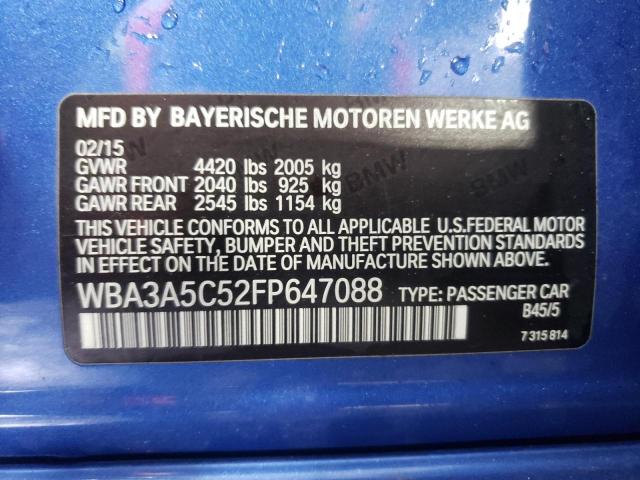 MFD BY BAYERISCHE MOTOREN WERKE AG
02/15
GVWR 4420 lbs 2005 kg
GAWR FRONT 2040 lbs 925 kg
GAWR REAR 2545 lbs 1154 kg
THIS VEHICLE CONFORMS TO ALL APPLICABLE U.S.FEDERAL MOTOR
VEHICLE SAFETY, BUMPER AND THEFT PREVENTION STANDARDS
IN EFFECT ON THE DATE OF MANUFACTURE SHOWN ABOVE.
WBA3A5C52FP647088 TYPE: PASSENGER CAR
B45/5
7 315 814
BMW
BMW